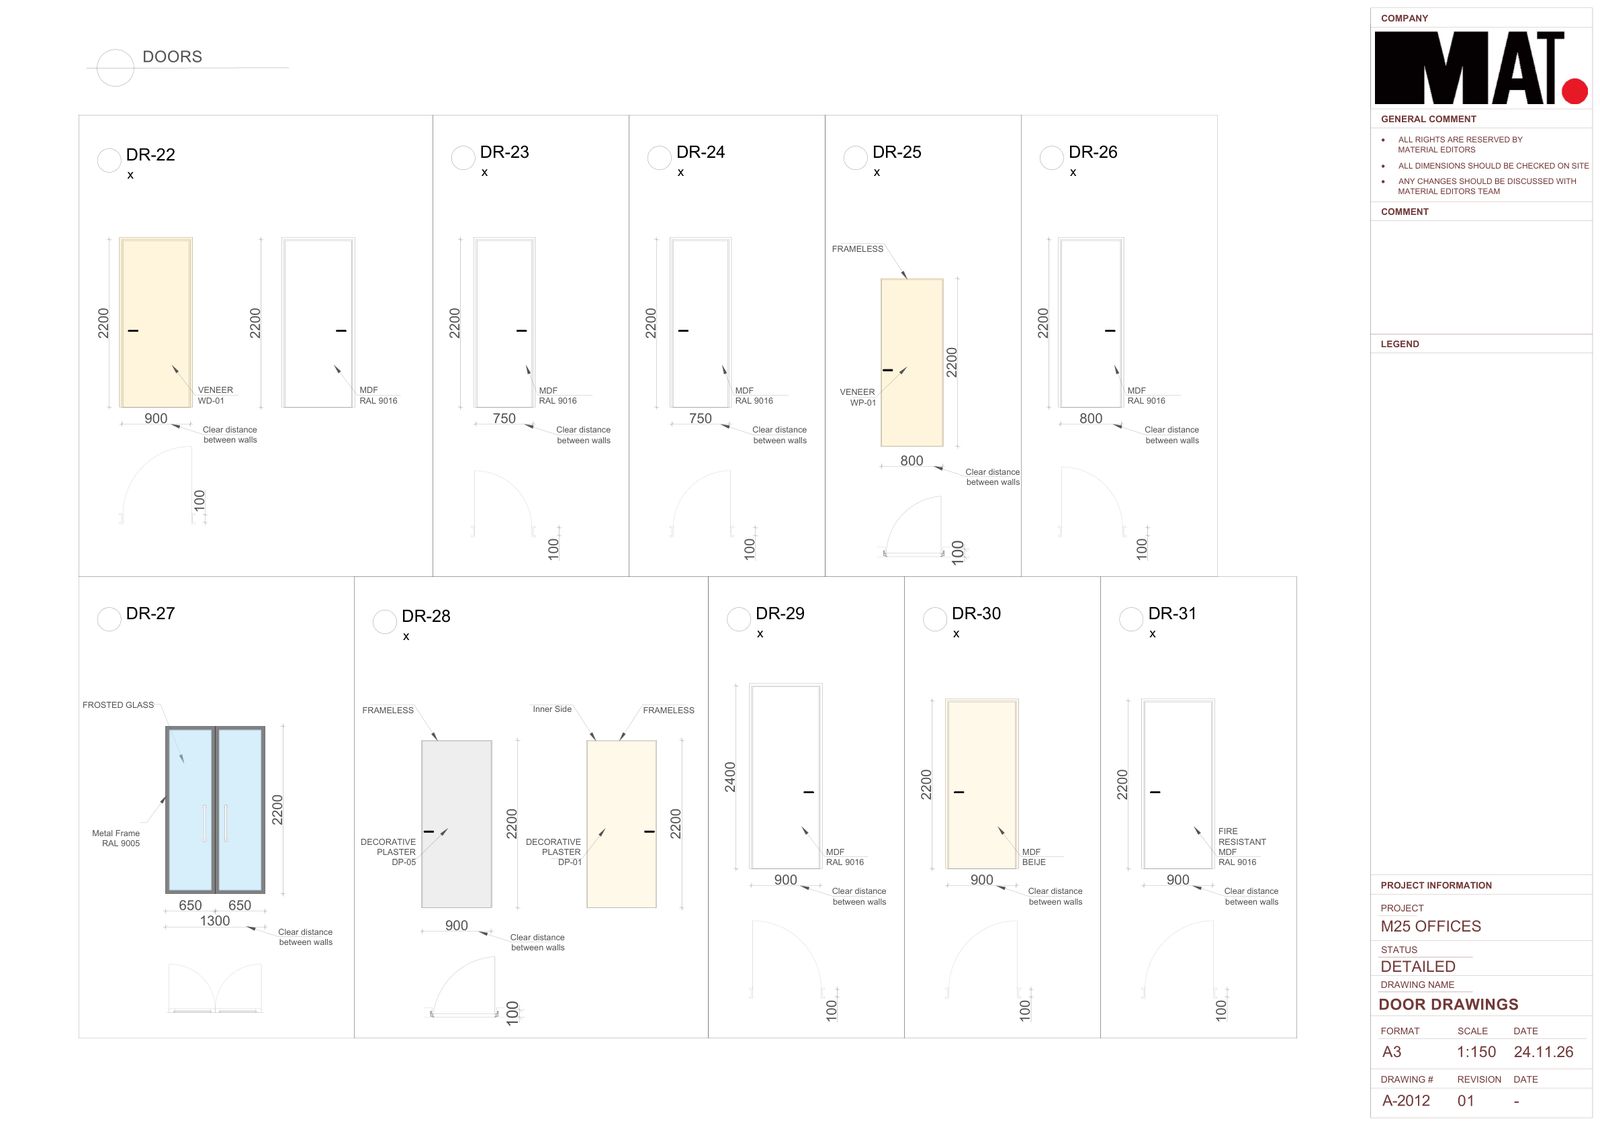 DOORS
DR-22
x
2200
2200
VENEER
WD-01
MDF
RAL 9016
900
Clear distance
between walls
100
DR-23
x
2200
MDF
RAL 9016
750
Clear distance
between walls
100
DR-24
x
2200
MDF
RAL 9016
750
Clear distance
between walls
100
DR-25
x
FRAMELESS
2200
VENEER
WP-01
800
Clear distance
between walls
100
DR-26
x
2200
MDF
RAL 9016
800
Clear distance
between walls
100
DR-27
FROSTED GLASS
2200
Metal Frame
RAL 9005
650
650
1300
Clear distance
between walls
DR-28
x
FRAMELESS
Inner Side
FRAMELESS
2200
2200
DECORATIVE
PLASTER
DP-05
DECORATIVE
PLASTER
DP-01
900
Clear distance
between walls
100
DR-29
x
2400
MDF
RAL 9016
900
Clear distance
between walls
100
DR-30
x
2200
MDF
BEIJE
900
Clear distance
between walls
100
DR-31
x
2200
FIRE
RESISTANT
MDF
RAL 9016
900
Clear distance
between walls
100
COMPANY
MAT.
GENERAL COMMENT
• ALL RIGHTS ARE RESERVED BY
MATERIAL EDITORS
• ALL DIMENSIONS SHOULD BE CHECKED ON SITE
• ANY CHANGES SHOULD BE DISCUSSED WITH
MATERIAL EDITORS TEAM
COMMENT
LEGEND
PROJECT INFORMATION
PROJECT
M25 OFFICES
STATUS
DETAILED
DRAWING NAME
DOOR DRAWINGS
FORMAT SCALE DATE
A3 1:150 24.11.26
DRAWING # REVISION DATE
A-2012 01 -